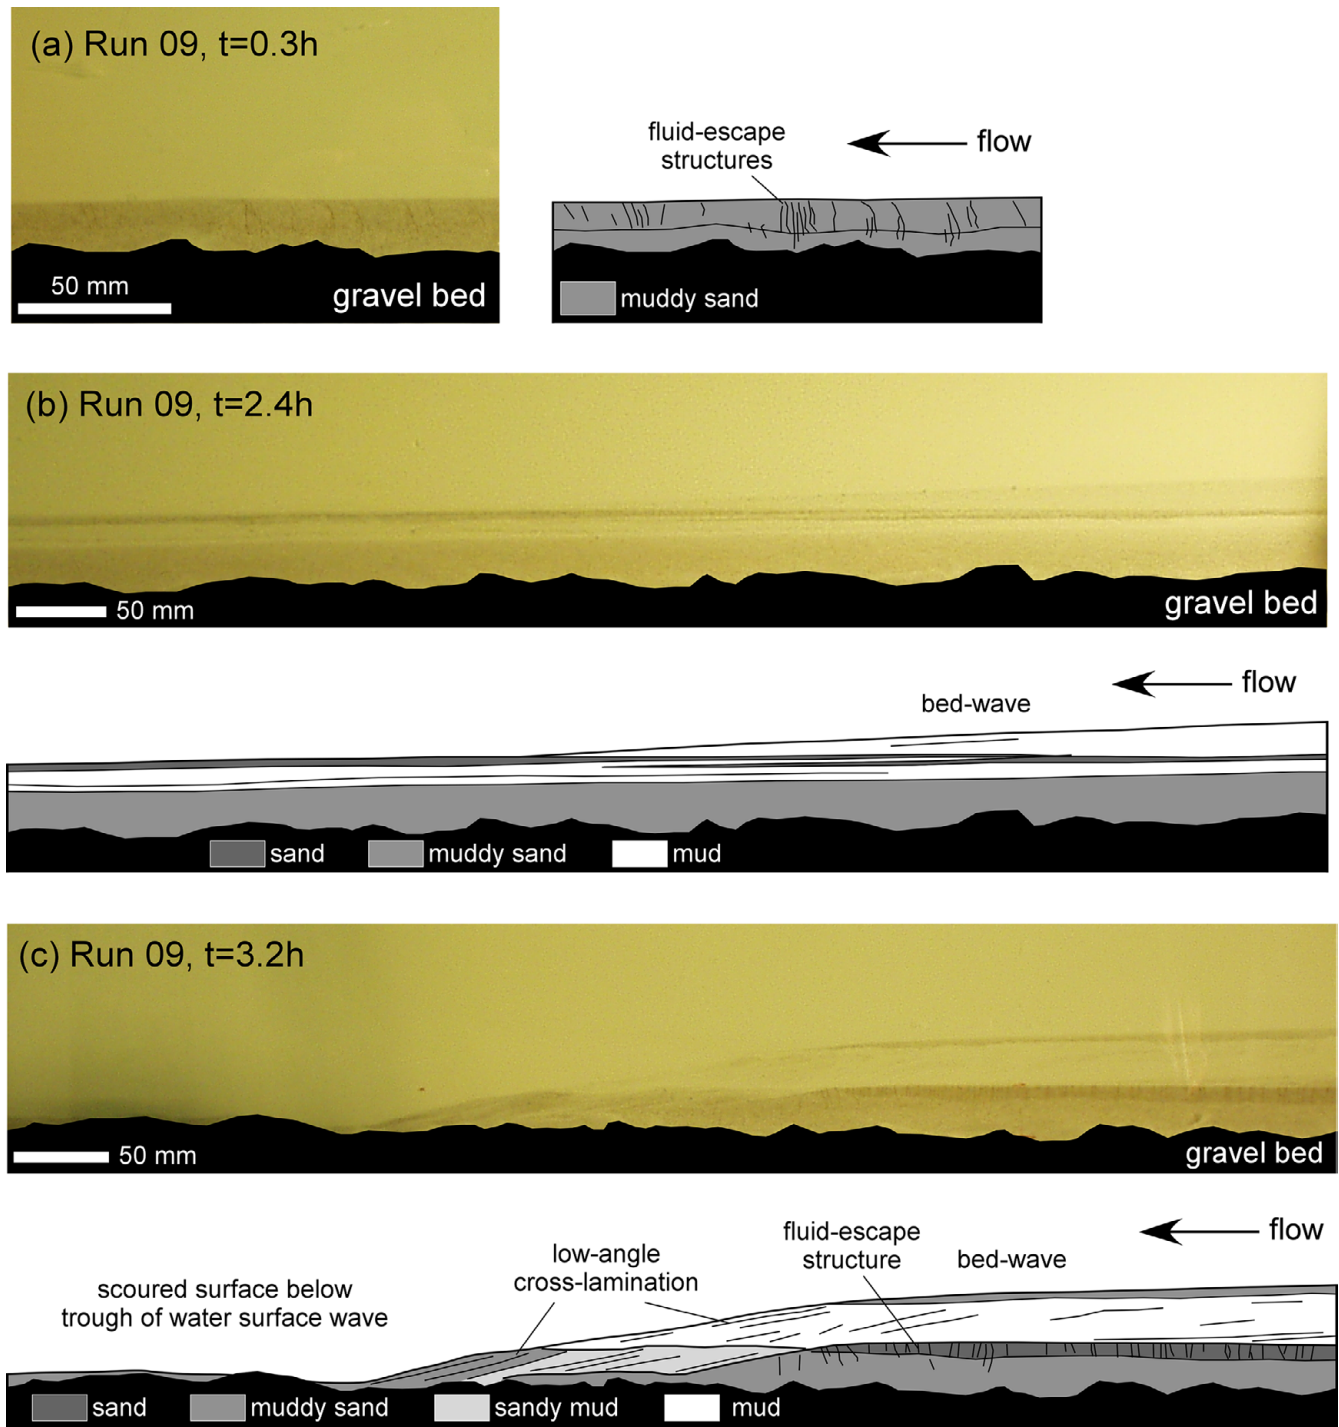 (a) Run 09, t=0.3h
50 mm
gravel bed
fluid-escape
structures
flow
muddy sand
(b) Run 09, t=2.4h
50 mm
gravel bed
flow
bed-wave
sand
muddy sand
mud
(c) Run 09, t=3.2h
50 mm
gravel bed
flow
fluid-escape
structure
bed-wave
low-angle
cross-lamination
scoured surface below
trough of water surface wave
sand
muddy sand
sandy mud
mud